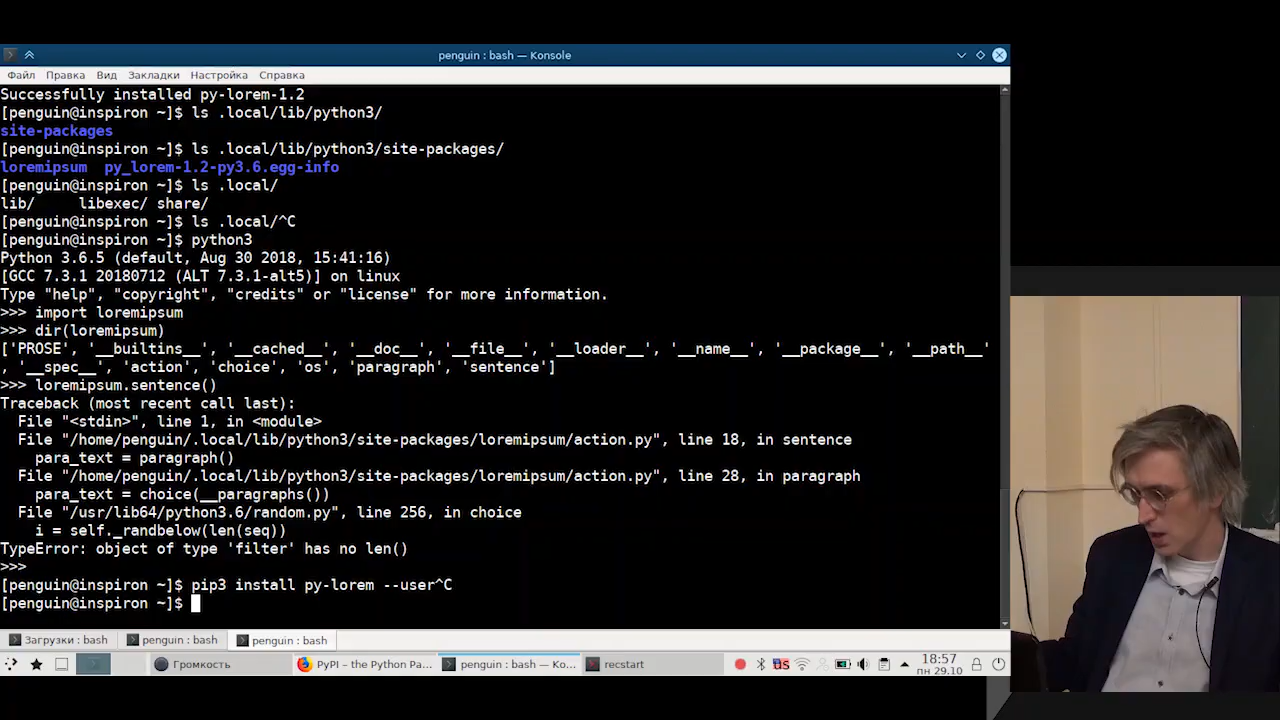 penguin : bash — Konsole
Файл Правка Вид Закладки Настройка Справка
Successfully installed py-lorem-1.2
[penguin@inspiron ~]$ ls .local/lib/python3/
site-packages
[penguin@inspiron ~]$ ls .local/lib/python3/site-packages/
loremipsum  py_lorem-1.2-py3.6.egg-info
[penguin@inspiron ~]$ ls .local/
lib/     libexec/ share/
[penguin@inspiron ~]$ ls .local/^C
[penguin@inspiron ~]$ python3
Python 3.6.5 (default, Aug 30 2018, 15:41:16)
[GCC 7.3.1 20180712 (ALT 7.3.1-alt5)] on linux
Type "help", "copyright", "credits" or "license" for more information.
>>> import loremipsum
>>> dir(loremipsum)
['PROSE', '__builtins__', '__cached__', '__doc__', '__file__', '__loader__', '__name__', '__package__', '__path__'
, '__spec__', 'action', 'choice', 'os', 'paragraph', 'sentence']
>>> loremipsum.sentence()
Traceback (most recent call last):
  File "<stdin>", line 1, in <module>
  File "/home/penguin/.local/lib/python3/site-packages/loremipsum/action.py", line 18, in sentence
    para_text = paragraph()
  File "/home/penguin/.local/lib/python3/site-packages/loremipsum/action.py", line 28, in paragraph
    para_text = choice(__paragraphs())
  File "/usr/lib64/python3.6/random.py", line 256, in choice
    i = self._randbelow(len(seq))
TypeError: object of type 'filter' has no len()
>>>
[penguin@inspiron ~]$ pip3 install py-lorem --user^C
[penguin@inspiron ~]$
Загрузки : bash penguin : bash penguin : bash
Громкость PyPI – the Python Pa... penguin : bash — Ko... recstart US 18:57
пн 29.10